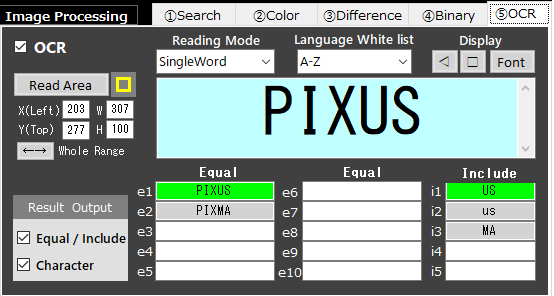 Image Processing ①Search ②Color ③Difference ④Binary ⑤OCR
OCR Reading Mode Language White list Display
SingleWord A-Z ◁ □ Font
Read Area
X(Left) 203 W 307
Y(Top) 277 H 100
←→ Whole Range
PIXUS
Equal Equal Include
e1 PIXUS e6 i1 US
e2 PIXMA e7 i2 us
e3 e8 i3 MA
e4 e9 i4
e5 e10 i5
Result Output
Equal / Include
Character